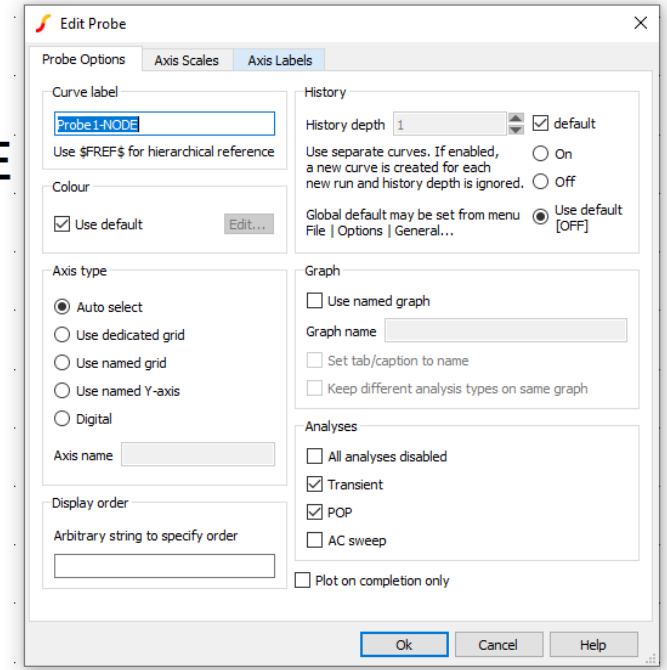 Edit Probe
Probe Options
Axis Scales
Axis Labels
Curve label
Probe1-NODE
Use $FREF$ for hierarchical reference
Colour
Use default
Edit...
Axis type
Auto select
Use dedicated grid
Use named grid
Use named Y-axis
Digital
Axis name
Display order
Arbitrary string to specify order
History
History depth
1
default
Use separate curves. If enabled,
a new curve is created for each
new run and history depth is ignored.
On
Off
Global default may be set from menu
File | Options | General...
Use default
[OFF]
Graph
Use named graph
Graph name
Set tab/caption to name
Keep different analysis types on same graph
Analyses
All analyses disabled
Transient
POP
AC sweep
Plot on completion only
Ok
Cancel
Help